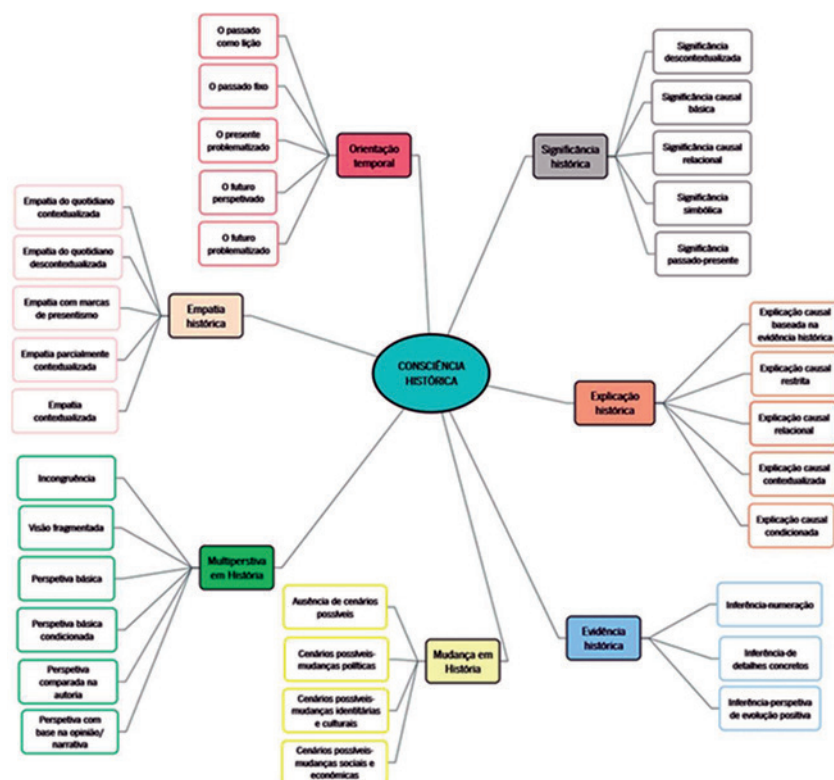 O passado
como lição
O passado fixo
O presente
problematizado
O futuro
perspetivado
O futuro
problematizado
Orientação
temporal
Significância
histórica
Significância
descontextualizada
Significância causal
básica
Significância causal
relacional
Significância
simbólica
Significância
passado-presente
Empatia do quotidiano
contextualizada
Empatia do quotidiano
descontextualizada
Empatia com marcas
de presentismo
Empatia parcialmente
contextualizada
Empatia
contextualizada
Empatia
histórica
CONSCIÊNCIA
HISTÓRICA
Explicação
histórica
Explicação causal
baseada na
evidência histórica
Explicação causal
restrita
Explicação causal
relacional
Explicação causal
contextualizada
Explicação causal
condicionada
Incongruência
Visão fragmentada
Perspetiva básica
Perspetiva básica
condicionada
Perspetiva
comparada na
autoria
Perspetiva com
base na opinião/
narrativa
Multiperstiva
em História
Ausência de cenários
possíveis
Cenários possíveis-
mudanças políticas
Cenários possíveis-
mudanças identitárias
e culturais
Cenários possíveis-
mudanças sociais e
económicas
Mudança em
História
Evidência
histórica
Inferência-numeração
Inferência-de
detalhes concretos
Inferência-perspetiva
de evolução positiva